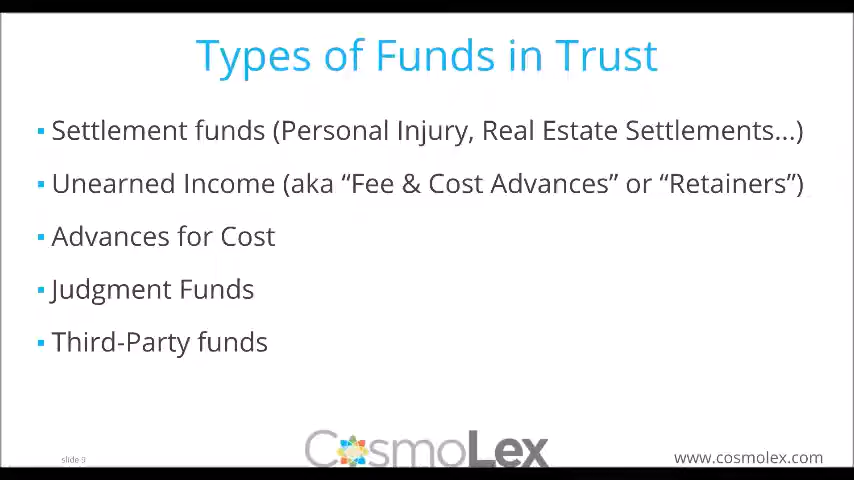 Types of Funds in Trust
▪ Settlement funds (Personal Injury, Real Estate Settlements...)
▪ Unearned Income (aka “Fee & Cost Advances” or “Retainers”)
▪ Advances for Cost
▪ Judgment Funds
▪ Third-Party funds
slide 9
CosmoLex
www.cosmolex.com